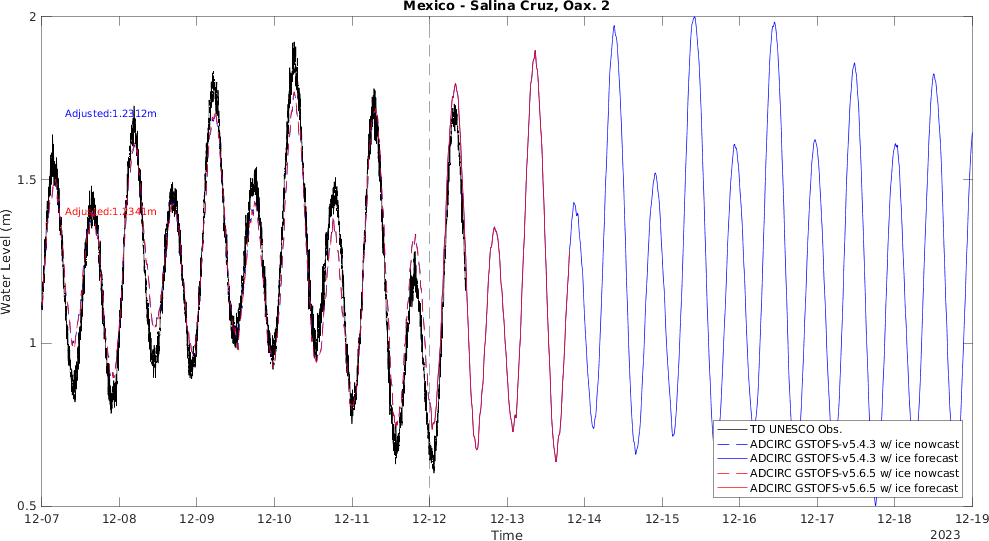 Mexico - Salina Cruz, Oax. 2
2
1.5
1
0.5
Water Level (m)
Adjusted:1.2312m
Adjusted:1.2341m
TD UNESCO Obs.
ADCIRC GSTOFS-v5.4.3 w/ ice nowcast
ADCIRC GSTOFS-v5.4.3 w/ ice forecast
ADCIRC GSTOFS-v5.6.5 w/ ice nowcast
ADCIRC GSTOFS-v5.6.5 w/ ice forecast
12-07 12-08 12-09 12-10 12-11 12-12 12-13 12-14 12-15 12-16 12-17 12-18 12-19
Time
2023